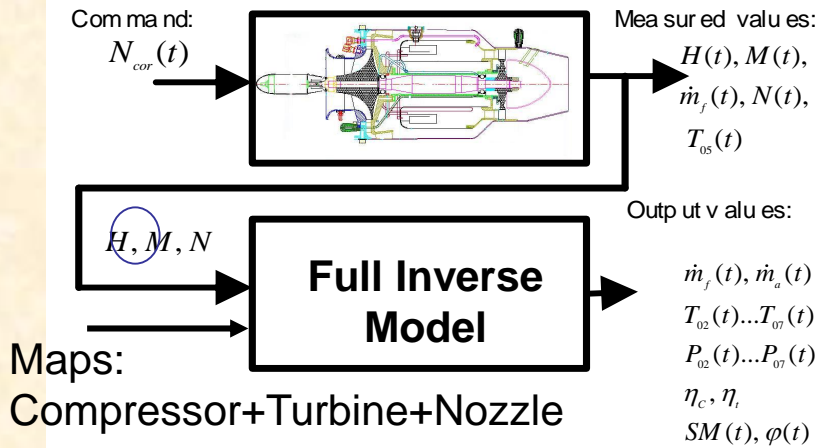 Command:
N_cor(t)
Measured values:
H(t), M(t),
ṁ_f(t), N(t),
T_05(t)
H, M, N
Full Inverse
Model
Maps:
Compressor+Turbine+Nozzle
Output values:
ṁ_f(t), ṁ_a(t)
T_02(t)...T_07(t)
P_02(t)...P_07(t)
η_C, η_t
SM(t), φ(t)